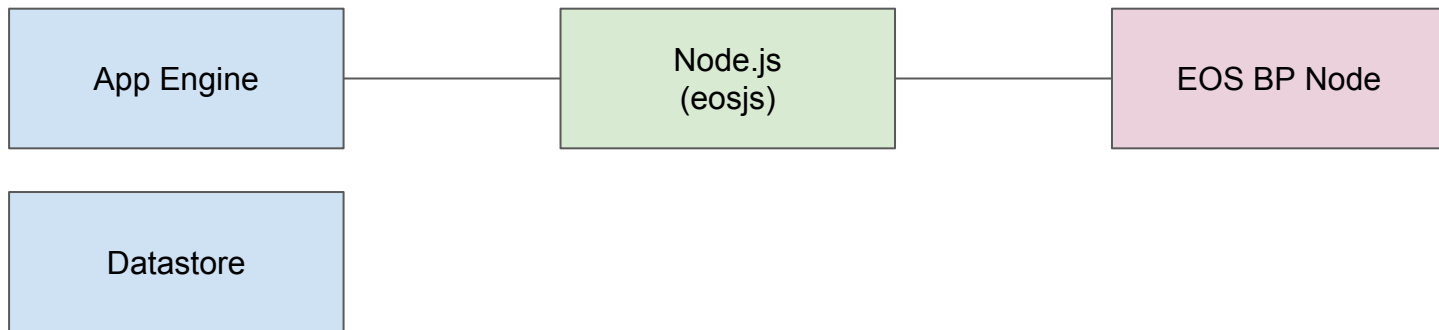 App Engine
Node.js
(eosjs)
EOS BP Node
Datastore